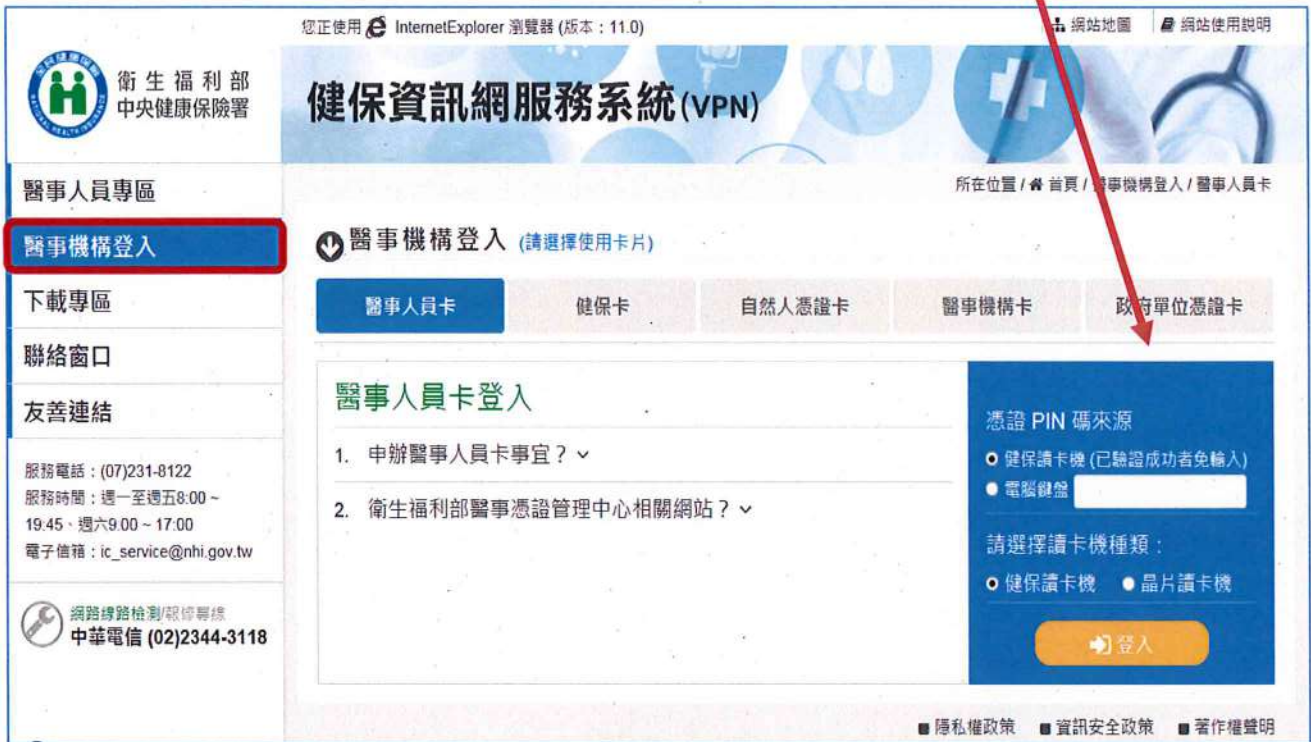 您正使用 InternetExplorer 瀏覽器 (版本：11.0)
網站地圖
網站使用說明
衛生福利部
中央健康保險署
NATIONAL HEALTH INSURANCE
健保資訊網服務系統(VPN)
所在位置 / 首頁 / 醫事機構登入 / 醫事人員卡
醫事人員專區
醫事機構登入
下載專區
聯絡窗口
友善連結
服務電話：(07)231-8122
服務時間：週一至週五8:00 ~
19:45、週六9:00 ~ 17:00
電子信箱：ic_service@nhi.gov.tw
網路線路檢測/報修專線
中華電信 (02)2344-3118
醫事機構登入 (請選擇使用卡片)
醫事人員卡
健保卡
自然人憑證卡
醫事機構卡
政府單位憑證卡
醫事人員卡登入
1. 申辦醫事人員卡事宜？
2. 衛生福利部醫事憑證管理中心相關網站？
憑證 PIN 碼來源
健保讀卡機 (已驗證成功者免輸入)
電腦鍵盤
請選擇讀卡機種類：
健保讀卡機
晶片讀卡機
登入
隱私權政策
資訊安全政策
著作權聲明